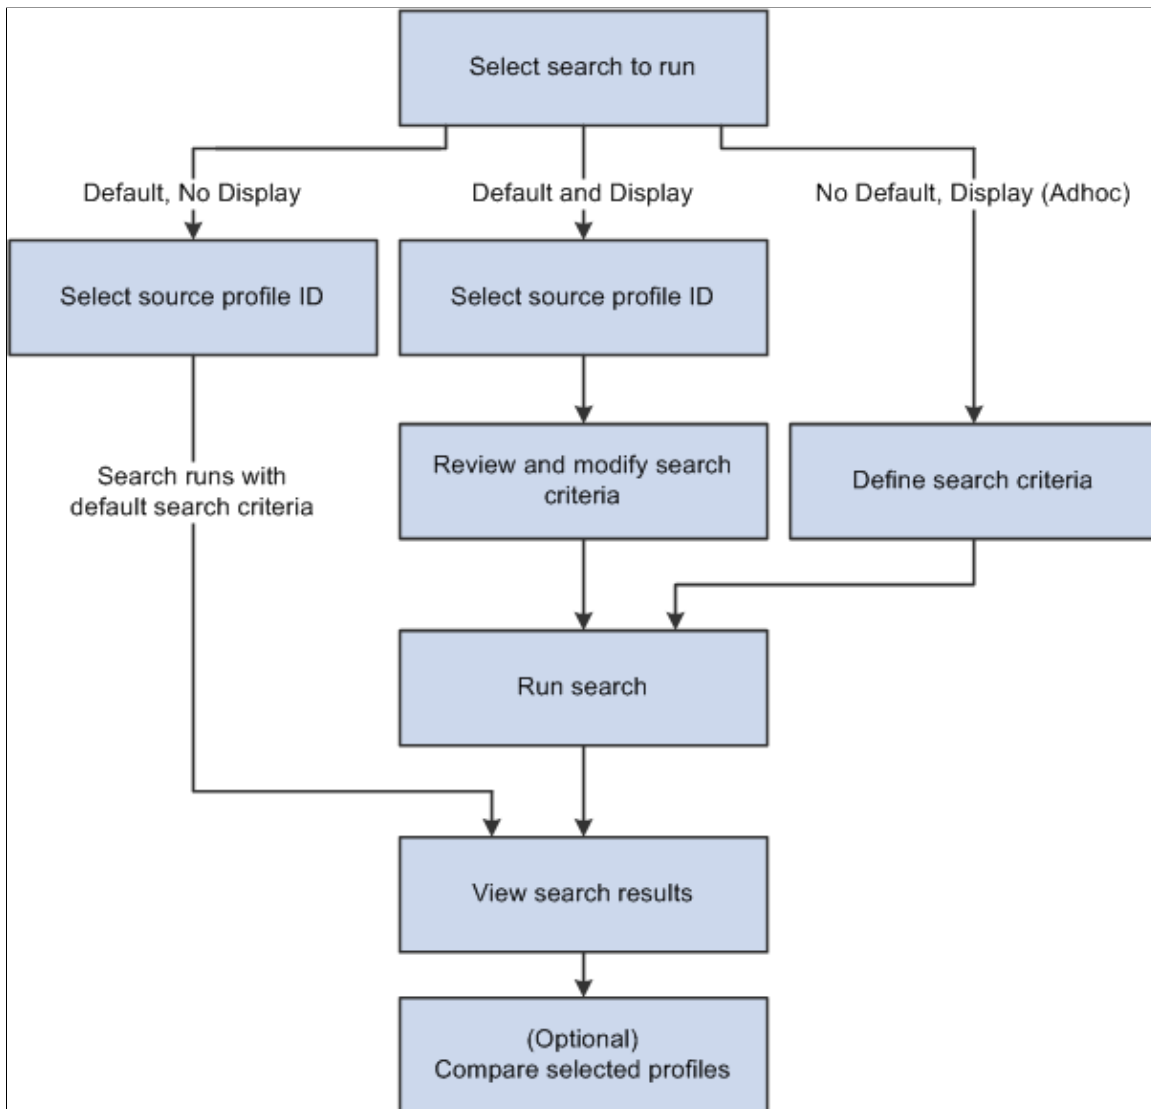 Select search to run
Default, No Display
Default and Display
No Default, Display (Adhoc)
Select source profile ID
Select source profile ID
Search runs with
default search criteria
Review and modify search
criteria
Define search criteria
Run search
View search results
(Optional)
Compare selected profiles